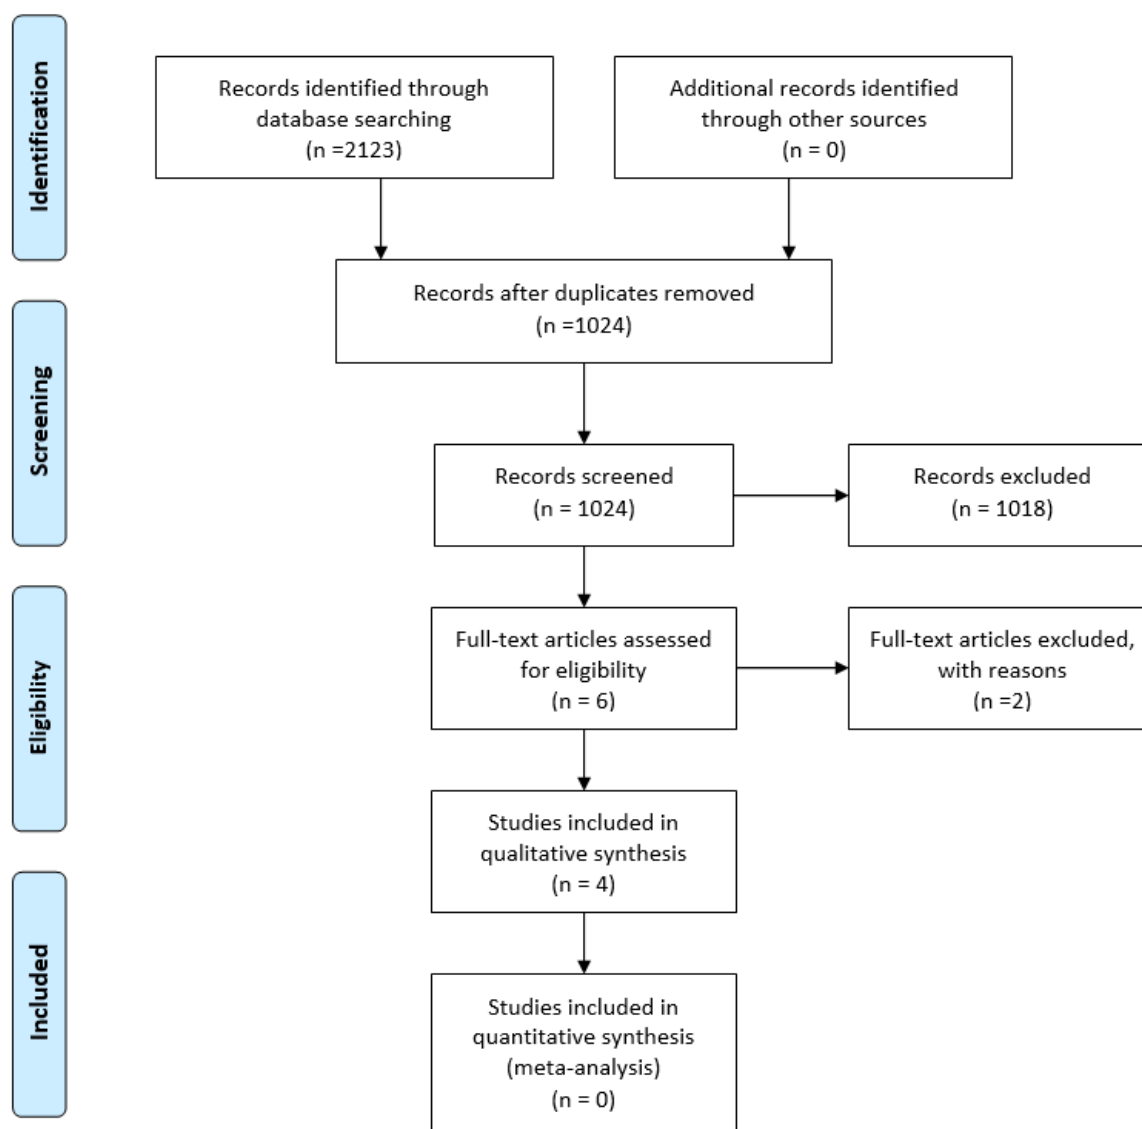 Identification
Records identified through
database searching
(n =2123)
Additional records identified
through other sources
(n = 0)
Records after duplicates removed
(n =1024)
Screening
Records screened
(n = 1024)
Records excluded
(n = 1018)
Eligibility
Full-text articles assessed
for eligibility
(n = 6)
Full-text articles excluded,
with reasons
(n =2)
Studies included in
qualitative synthesis
(n = 4)
Included
Studies included in
quantitative synthesis
(meta-analysis)
(n = 0)